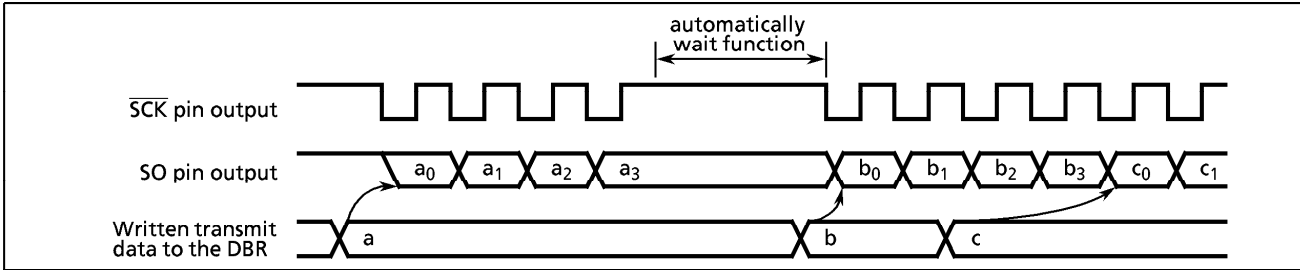 automatically
wait function
SCK pin output
SO pin output
a0 a1 a2 a3 b0 b1 b2 b3 c0 c1
Written transmit
data to the DBR
a b c